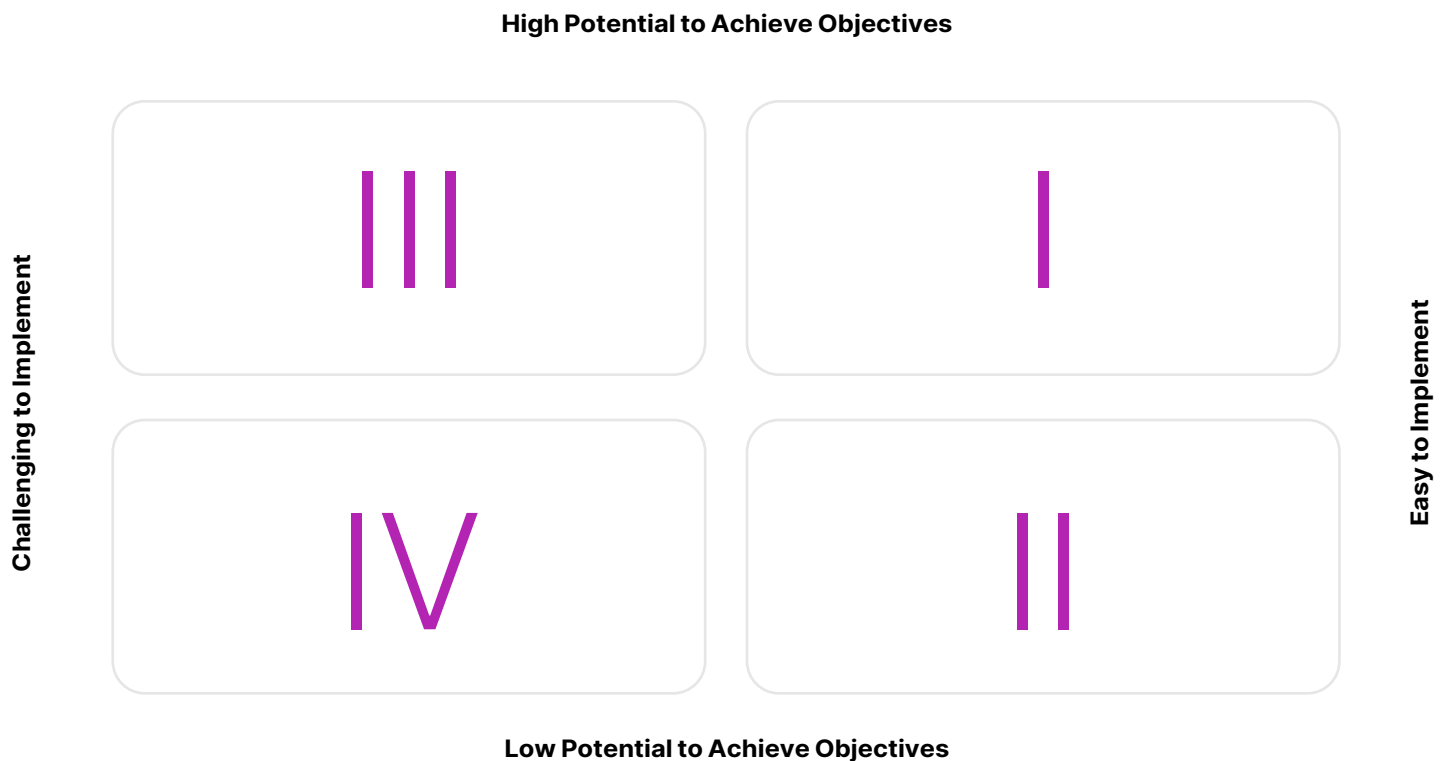 High Potential to Achieve Objectives
III
I
Challenging to Implement
Easy to Implement
IV
II
Low Potential to Achieve Objectives